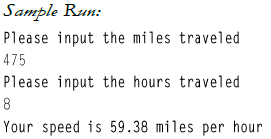 Sample Run:
Please input the miles traveled
475
Please input the hours traveled
8
Your speed is 59.38 miles per hour